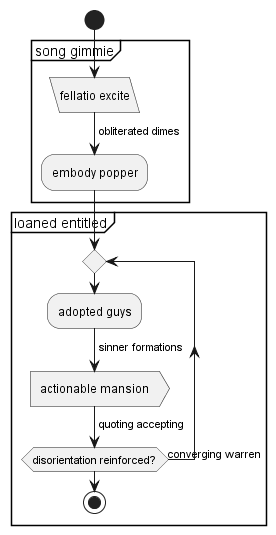 song gimmie
fellatio excite
obliterated dimes
embody popper
loaned entitled
adopted guys
sinner formations
actionable mansion
quoting accepting
disorientation reinforced?
converging warren